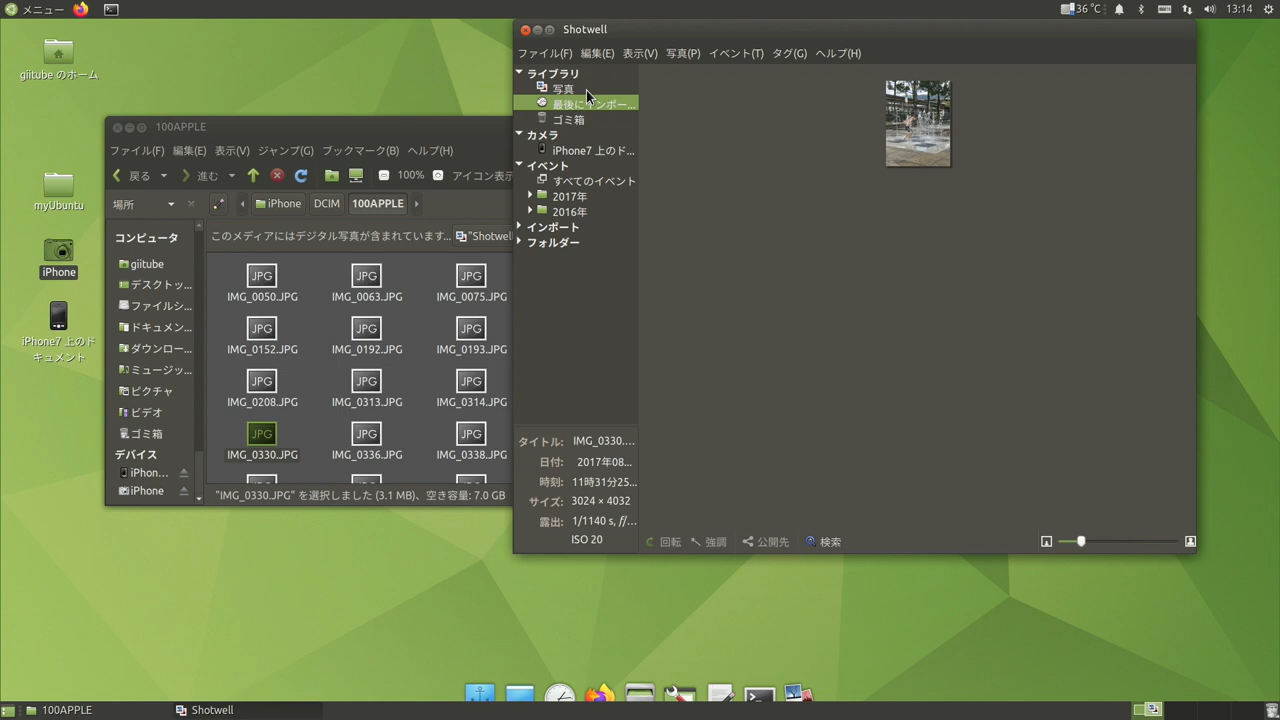 メニュー
36 °C
13:14
giitube のホーム
myUbuntu
iPhone
iPhone7 上のド
キュメント
100APPLE
ファイル(F) 編集(E) 表示(V) ジャンプ(G) ブックマーク(B) ヘルプ(H)
戻る 進む 100% アイコン表示
場所 iPhone DCIM 100APPLE
コンピュータ
giitube
デスクトッ...
ファイルシ...
ドキュメン...
ダウンロー...
ミュージッ...
ピクチャ
ビデオ
ゴミ箱
デバイス
iPhon...
iPhone
このメディアにはデジタル写真が含まれています... "Shotwell
JPG JPG JPG
IMG_0050.JPG IMG_0063.JPG IMG_0075.JPG
JPG JPG JPG
IMG_0152.JPG IMG_0192.JPG IMG_0193.JPG
JPG JPG JPG
IMG_0208.JPG IMG_0313.JPG IMG_0314.JPG
JPG JPG JPG
IMG_0330.JPG IMG_0336.JPG IMG_0338.JPG
"IMG_0330.JPG" を選択しました (3.1 MB)、空き容量: 7.0 GB
Shotwell
ファイル(F) 編集(E) 表示(V) 写真(P) イベント(T) タグ(G) ヘルプ(H)
ライブラリ
写真
最後にインポー...
ゴミ箱
カメラ
iPhone7 上のド...
イベント
すべてのイベント
2017年
2016年
インポート
フォルダー
タイトル: IMG_0330....
日付: 2017年08...
時刻: 11時31分25...
サイズ: 3024 × 4032
露出: 1/1140 s, f/...
ISO 20
回転 強調 公開先 検索
100APPLE Shotwell